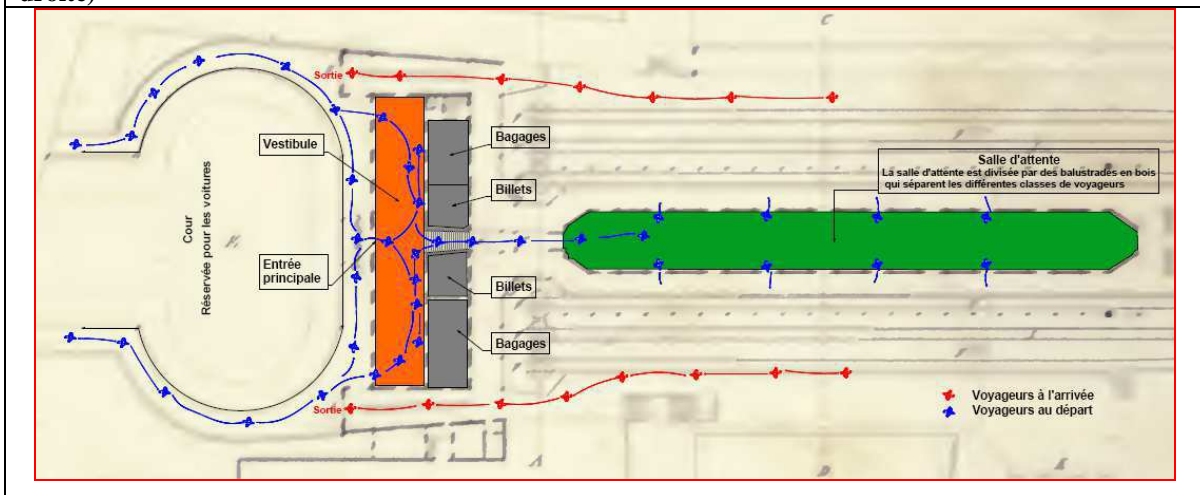 droite)
C
Sortie
Vestibule
Bagages
Billets
Salle d'attente
La salle d'attente est divisée par des balustrades en bois
qui séparent les différentes classes de voyageurs
Cour
Réservée pour les voitures
Entrée
principale
Billets
Bagages
Sortie
Voyageurs à l'arrivée
Voyageurs au départ
A
D